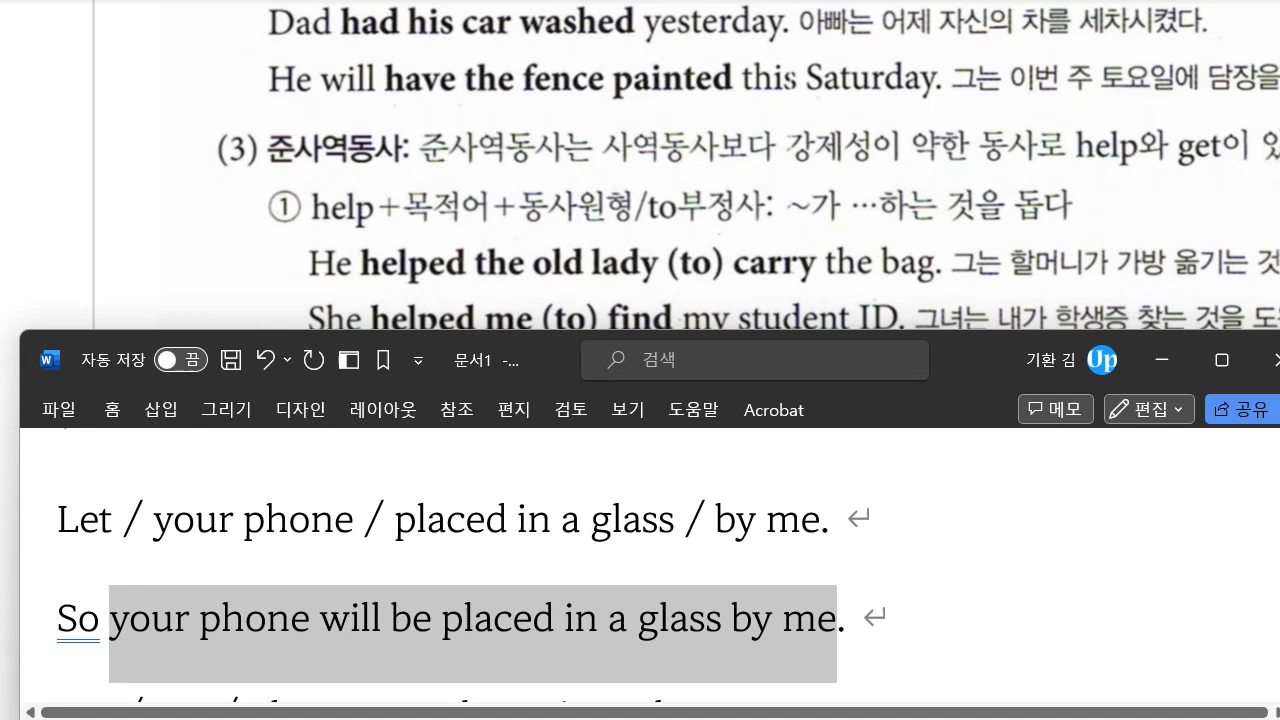 Dad had his car washed yesterday. 아빠는 어제 자신의 차를 세차시켰다.
He will have the fence painted this Saturday. 그는 이번 주 토요일에 담장을
(3) 준사역동사: 준사역동사는 사역동사보다 강제성이 약한 동사로 help와 get이
① help+목적어+동사원형/to부정사: ~가 …하는 것을 돕다
He helped the old lady (to) carry the bag. 그는 할머니가 가방 옮기는
She helped me (to) find my student ID. 그녀는 내가 학생증 찾는 것을
자동 저장 끔 문서1 -... 검색 기환 김 Up
파일 홈 삽입 그리기 디자인 레이아웃 참조 편지 검토 보기 도움말 Acrobat 메모 편집 공유
Let / your phone / placed in a glass / by me.
So your phone will be placed in a glass by me.